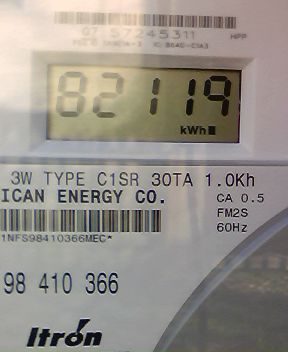 07 57245311 HPP
82119
kWh
3W TYPE C1SR 30TA 1.0Kh
ICAN ENERGY CO.
CA 0.5
FM2S
60Hz
1NFS98410366MEC*
98 410 366
Itron